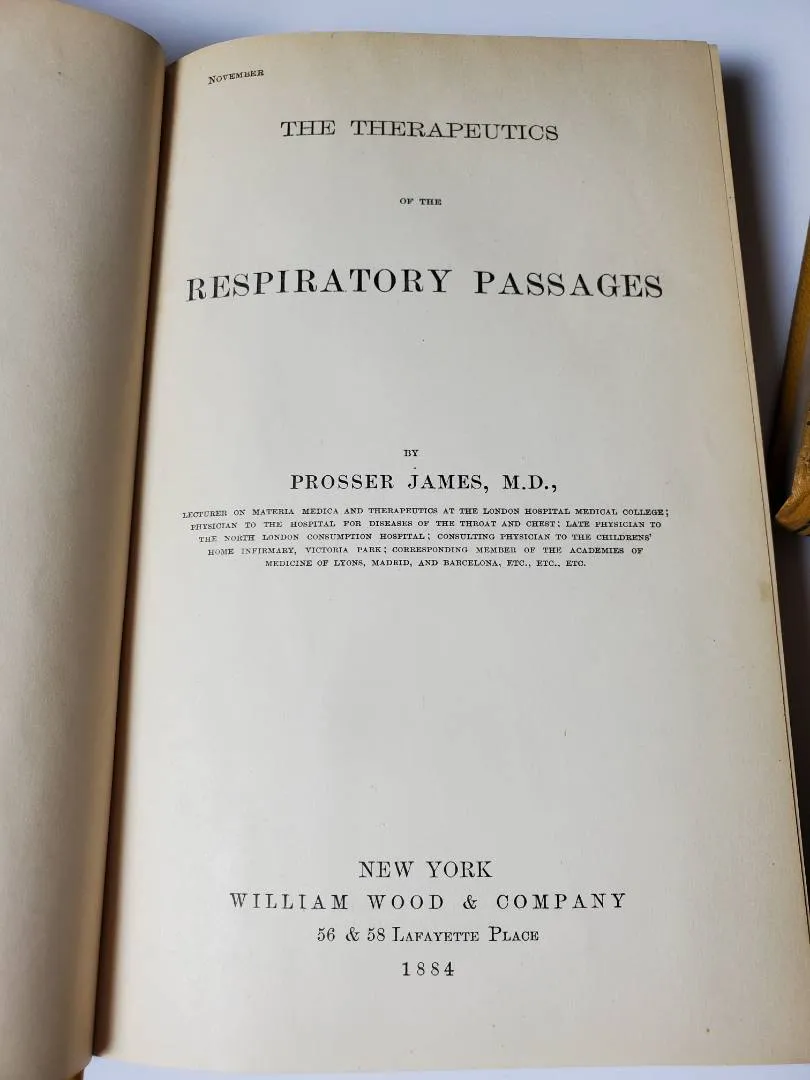 NOVEMBER
THE THERAPEUTICS
OF THE
RESPIRATORY PASSAGES
BY
PROSSER JAMES, M.D.,
LECTURER ON MATERIA MEDICA AND THERAPEUTICS AT THE LONDON HOSPITAL MEDICAL COLLEGE;
PHYSICIAN TO THE HOSPITAL FOR DISEASES OF THE THROAT AND CHEST; LATE PHYSICIAN TO
THE NORTH LONDON CONSUMPTION HOSPITAL; CONSULTING PHYSICIAN TO THE CHILDRENS'
HOME INFIRMARY, VICTORIA PARK; CORRESPONDING MEMBER OF THE ACADEMIES OF
MEDICINE OF LYONS, MADRID, AND BARCELONA, ETC., ETC., ETC.
NEW YORK
WILLIAM WOOD & COMPANY
56 & 58 LAFAYETTE PLACE
1884